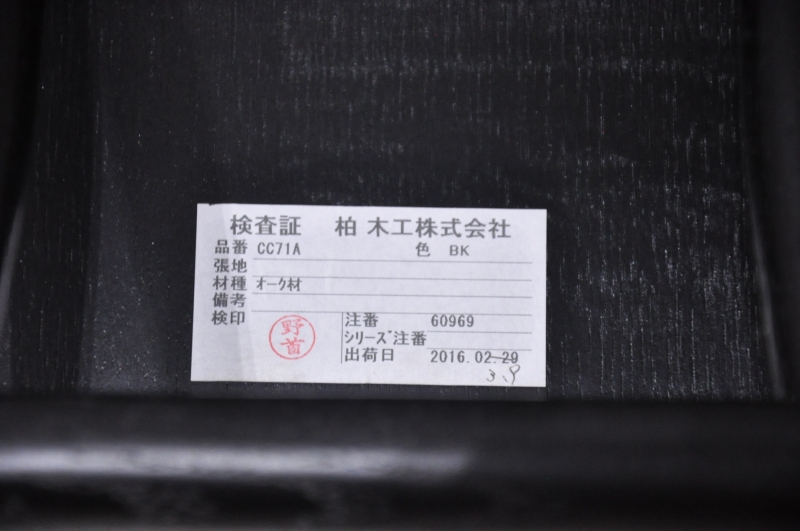 検査証 柏 木工株式会社
品番 CC71A 色 BK
張地
材種 オーク材
備考
検印 野首 注番 60969
シリーズ注番
出荷日 2016.02.29
3.9